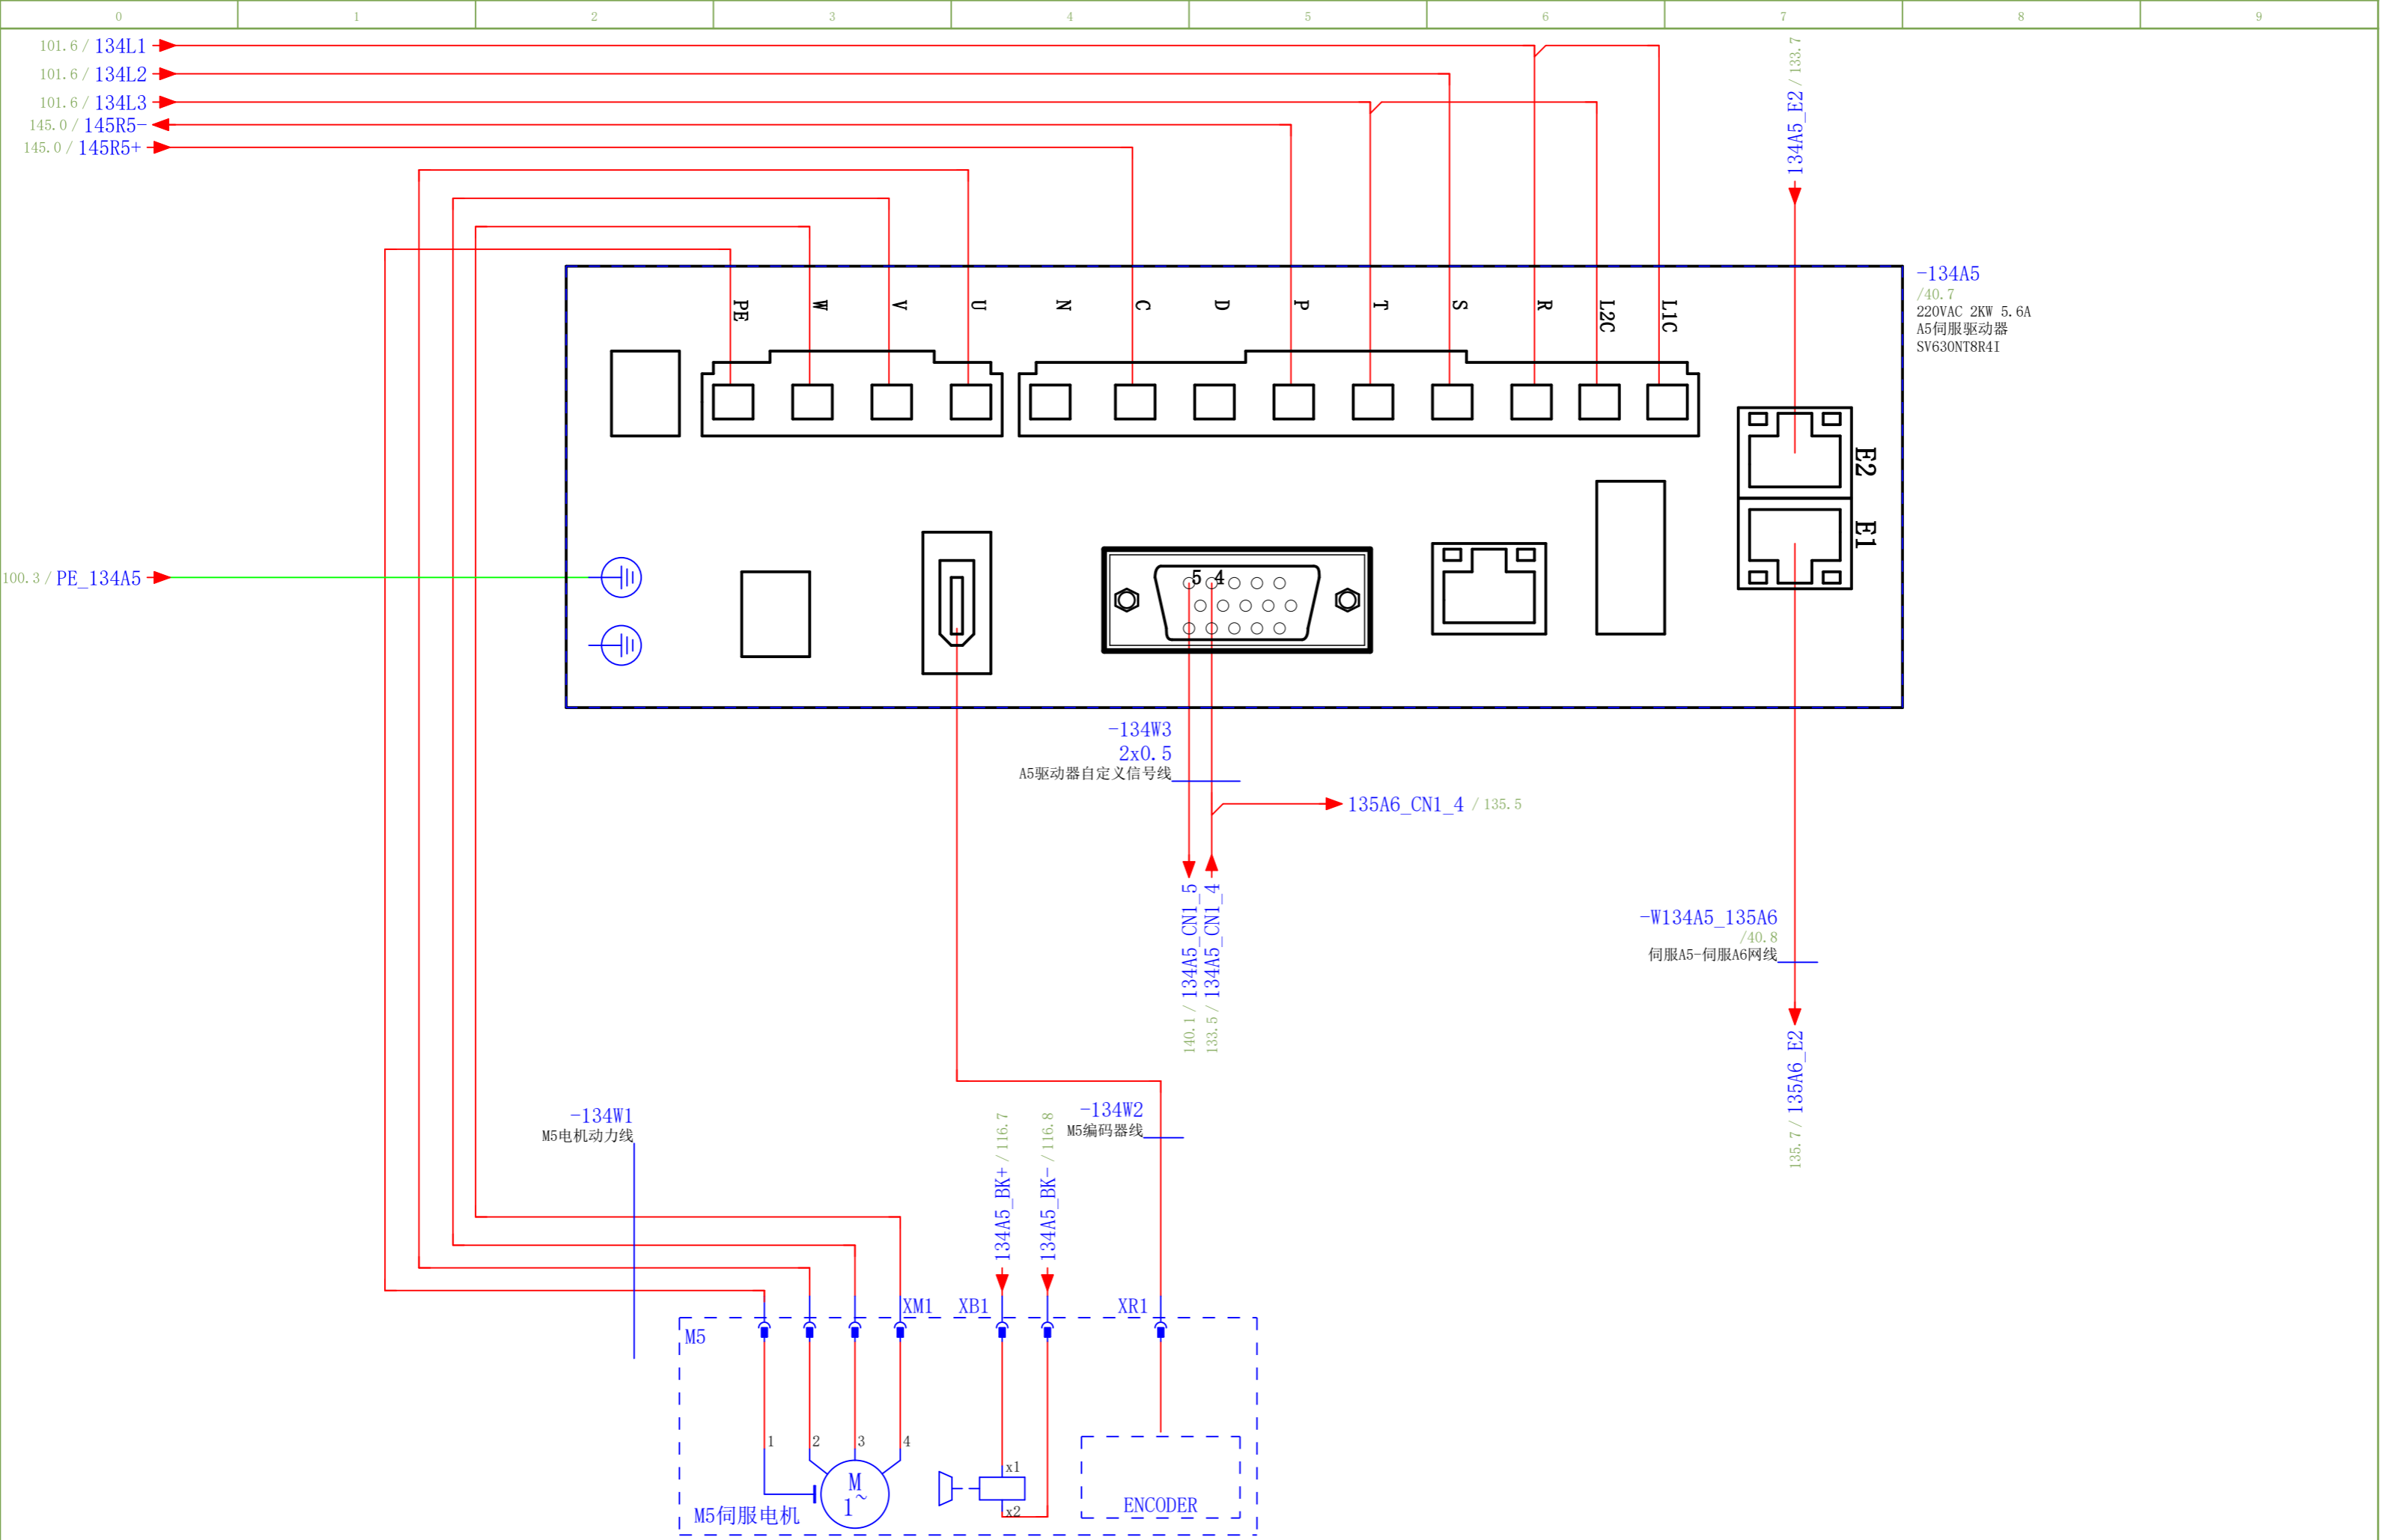 0 1 2 3 4 5 6 7 8 9
101.6 / 134L1
101.6 / 134L2
101.6 / 134L3
145.0 / 145R5-
145.0 / 145R5+
134A5_E2 / 133.7
-134A5
/40.7
220VAC 2KW 5.6A
A5伺服驱动器
SV630NT8R4I
PE W V U N C D P T S R L2C L1C
E2
E1
100.3 / PE_134A5
5 4
-134W3
2x0.5
A5驱动器自定义信号线
135A6_CN1_4 / 135.5
140.1 / 134A5_CN1_5
133.5 / 134A5_CN1_4
-W134A5_135A6
/40.8
伺服A5-伺服A6网线
135.7 / 135A6_E2
-134W1
M5电机动力线
134A5_BK+ / 116.7
134A5_BK- / 116.8
-134W2
M5编码器线
XM1 XB1 XR1
M5
1 2 3 4
M
1~
M5伺服电机
x1
x2
ENCODER